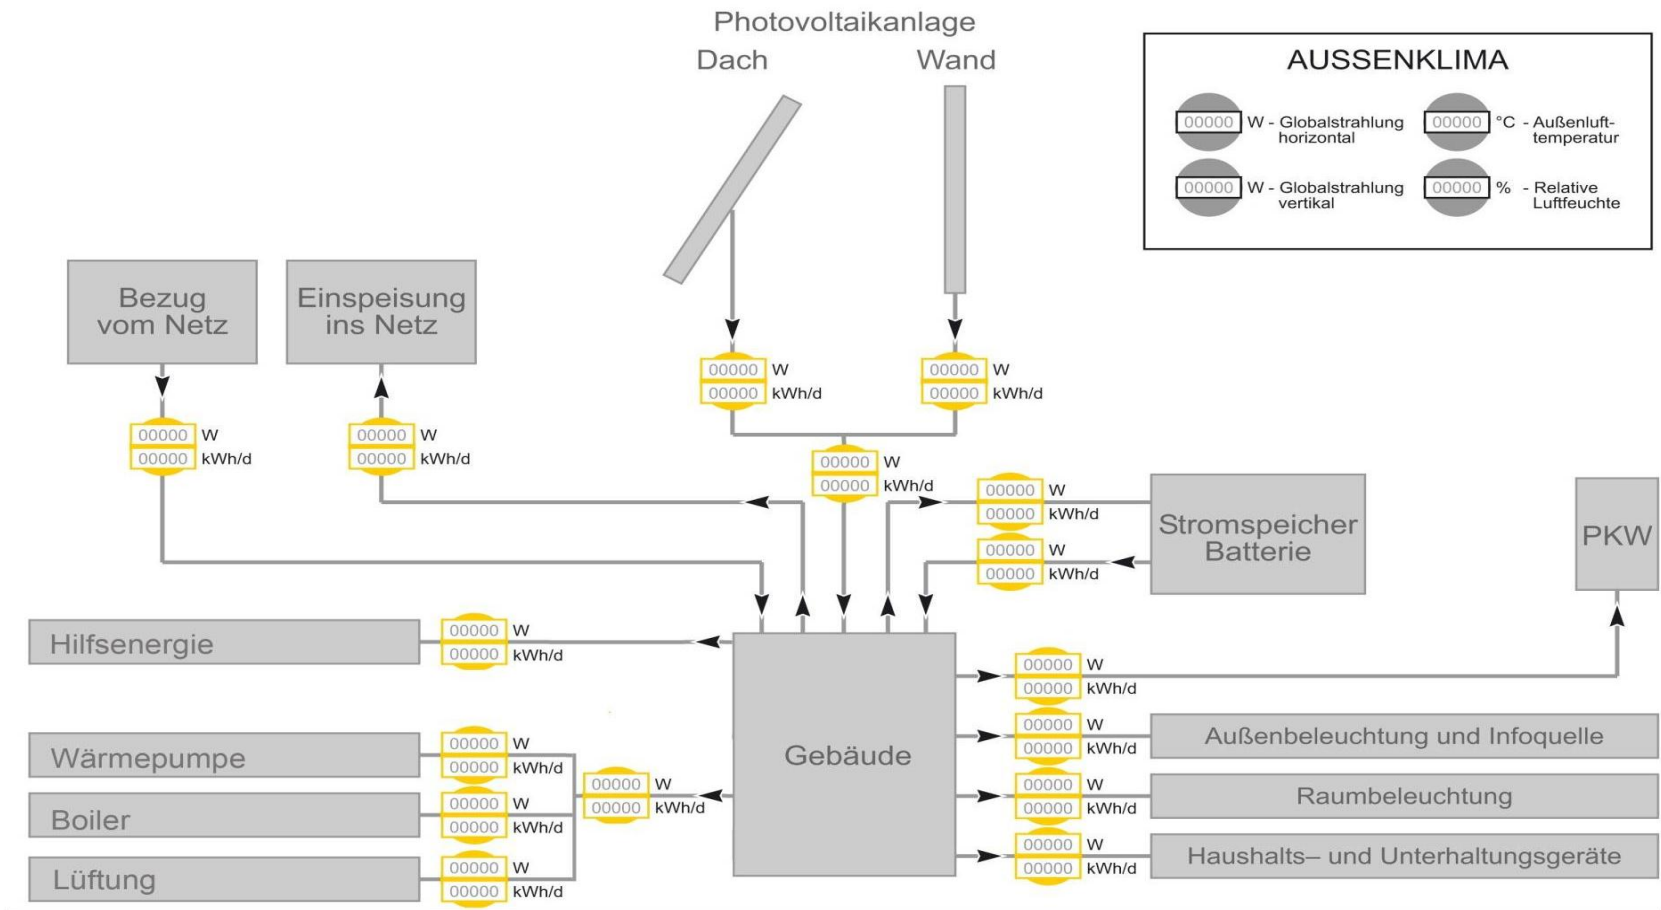 Photovoltaikanlage
Dach
Wand
AUSSENKLIMA
00000 W - Globalstrahlung
horizontal
00000 °C - Außenluft-
temperatur
00000 W - Globalstrahlung
vertikal
00000 % - Relative
Luftfeuchte
Bezug
vom Netz
Einspeisung
ins Netz
00000 W
00000 kWh/d
00000 W
00000 kWh/d
00000 W
00000 kWh/d
00000 W
00000 kWh/d
00000 W
00000 kWh/d
00000 W
00000 kWh/d
00000 W
00000 kWh/d
Stromspeicher
Batterie
PKW
Hilfsenergie
00000 W
00000 kWh/d
Wärmepumpe
00000 W
00000 kWh/d
Boiler
00000 W
00000 kWh/d
Lüftung
00000 W
00000 kWh/d
00000 W
00000 kWh/d
Gebäude
00000 W
00000 kWh/d
00000 W
00000 kWh/d
Außenbeleuchtung und Infoquelle
00000 W
00000 kWh/d
Raumbeleuchtung
00000 W
00000 kWh/d
Haushalts– und Unterhaltungsgeräte